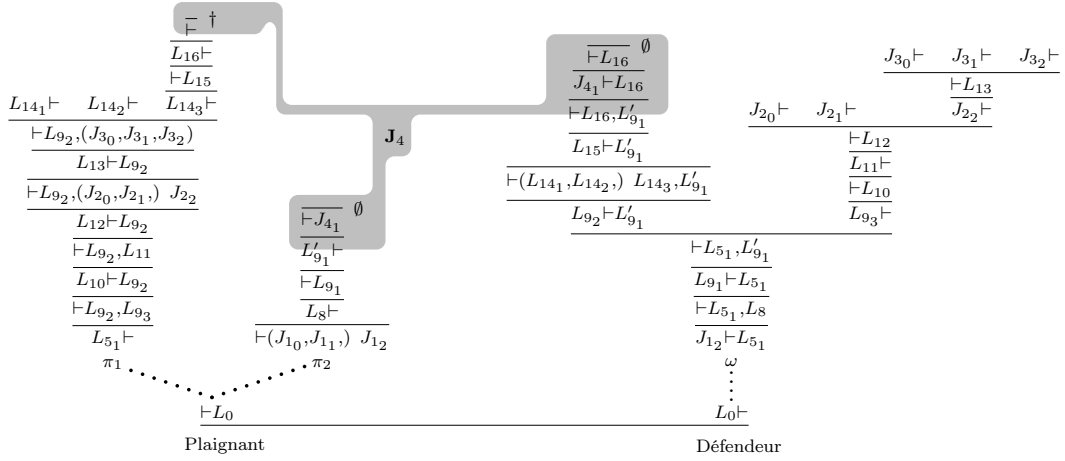 ⊢ †
L₁₆⊢
⊢L₁₅
L₁₄₁⊢ L₁₄₂⊢ L₁₄₃⊢
⊢L₉₂,(J₃₀,J₃₁,J₃₂)
L₁₃⊢L₉₂
⊢L₉₂,(J₂₀,J₂₁,) J₂₂
L₁₂⊢L₉₂
⊢L₉₂,L₁₁
L₁₀⊢L₉₂
⊢L₉₂,L₉₃
L₅₁⊢
π₁
J₄
⊢J₄₁ ∅
L′₉₁⊢
⊢L₉₁
L₈⊢
⊢(J₁₀,J₁₁,) J₁₂
π₂
⊢L₀
Plaignant
⊢L₁₆ ∅
J₄₁⊢L₁₆
⊢L₁₆,L′₉₁
L₁₅⊢L′₉₁
⊢(L₁₄₁,L₁₄₂,) L₁₄₃,L′₉₁
L₉₂⊢L′₉₁
J₃₀⊢ J₃₁⊢ J₃₂⊢
⊢L₁₃
J₂₀⊢ J₂₁⊢ J₂₂⊢
⊢L₁₂
L₁₁⊢
⊢L₁₀
L₉₃⊢
⊢L₅₁,L′₉₁
L₉₁⊢L₅₁
⊢L₅₁,L₈
J₁₂⊢L₅₁
ω
L₀⊢
Défendeur